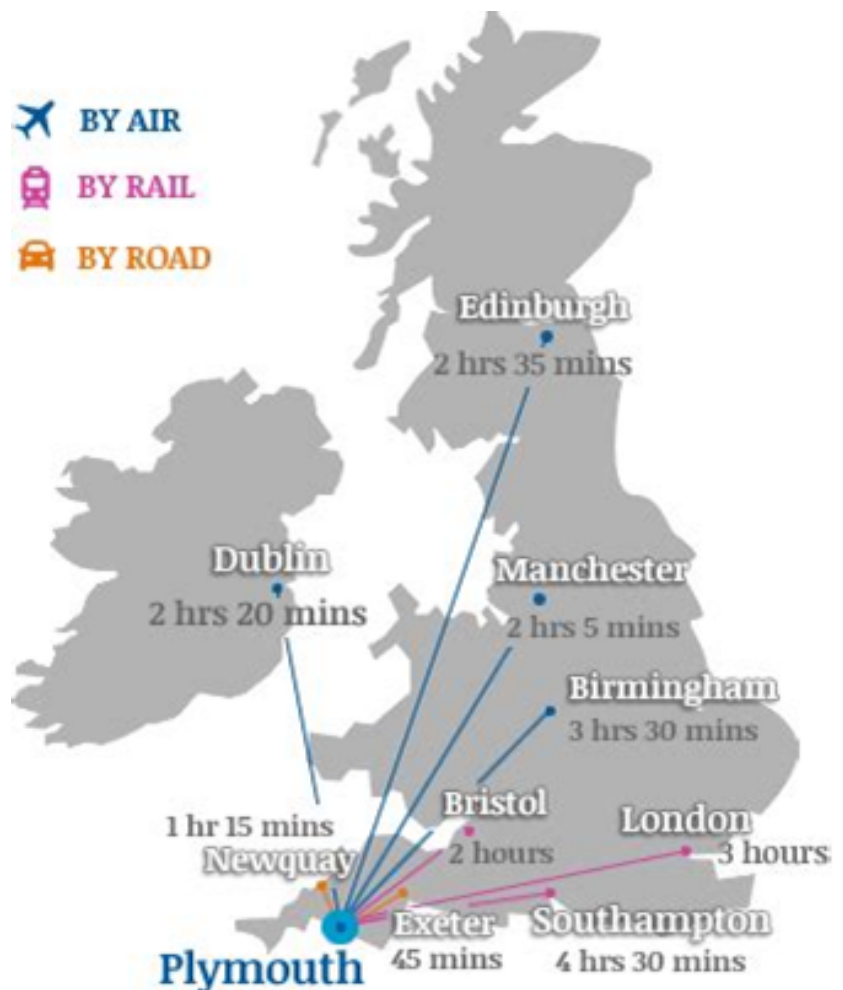 BY AIR
BY RAIL
BY ROAD
Edinburgh
2 hrs 35 mins
Dublin
2 hrs 20 mins
Manchester
2 hrs 5 mins
Birmingham
3 hrs 30 mins
Bristol
2 hours
London
3 hours
1 hr 15 mins
Newquay
Exeter
45 mins
Southampton
4 hrs 30 mins
Plymouth